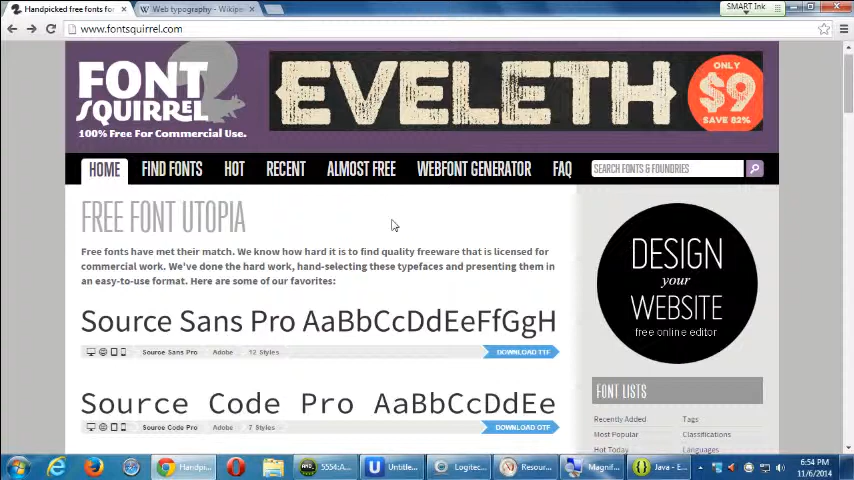 Handpicked free fonts for
Web typography - Wikipe
SMART Ink
www.fontsquirrel.com
FONT
SQUIRREL
100% Free For Commercial Use.
EVELETH
ONLY
$9
SAVE 82%
HOME FIND FONTS HOT RECENT ALMOST FREE WEBFONT GENERATOR FAQ
SEARCH FONTS & FOUNDRIES
FREE FONT UTOPIA
Free fonts have met their match. We know how hard it is to find quality freeware that is licensed for
commercial work. We've done the hard work, hand-selecting these typefaces and presenting them in
an easy-to-use format. Here are some of our favorites:
Source Sans Pro AaBbCcDdEeFfGgH
Source Sans Pro Adobe 12 Styles DOWNLOAD TTF
Source Code Pro AaBbCcDdEe
Source Code Pro Adobe 7 Styles DOWNLOAD OTF
DESIGN
your
WEBSITE
free online editor
FONT LISTS
Recently Added Tags
Most Popular Classifications
Hot Today Languages
Handpi...
5554:A...
Untitle...
Logitec...
Resour...
Magnif...
Java - E...
6:54 PM
11/6/2014